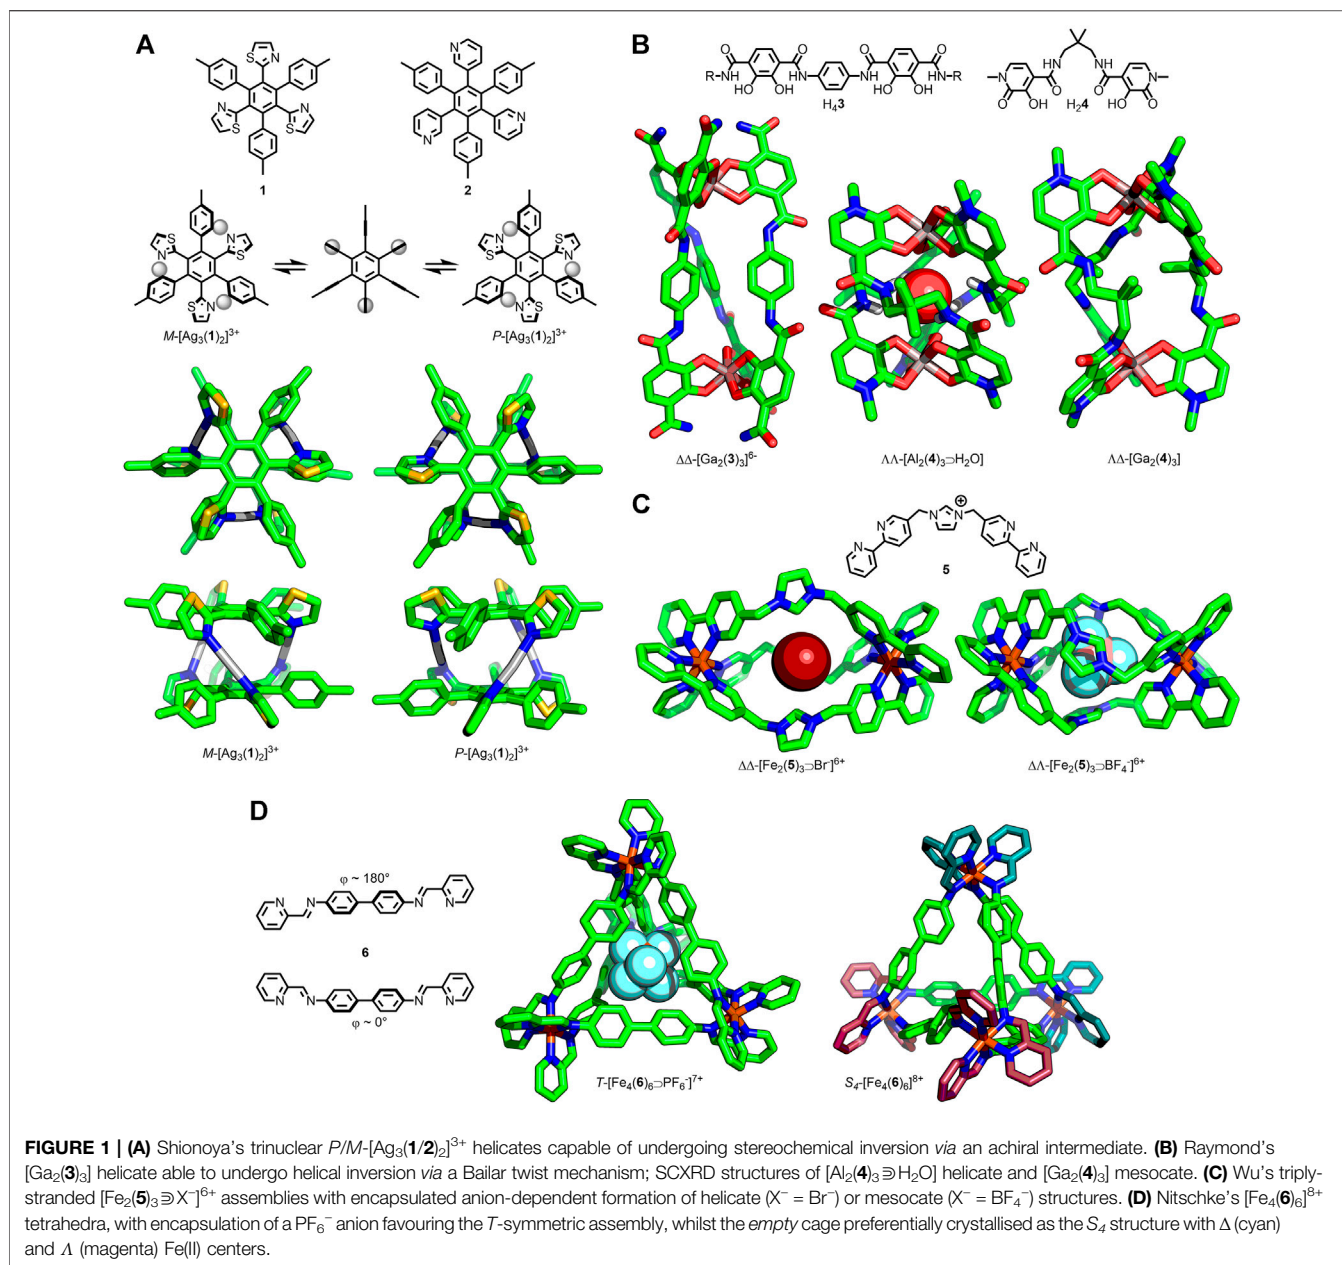 A
N
S
N
S
N
S
1
N
N
N
2
M-[Ag3(1)2]3+
P-[Ag3(1)2]3+
M-[Ag3(1)2]3+
P-[Ag3(1)2]3+
B
R-NH
O
OH OH
O
NH
HN
O
OH OH
O
HN-R
H43
N
O
OH
O
NH
HN
O
OH
O
N
H24
ΔΔ-[Ga2(3)3]6-
ΛΛ-[Al2(4)3⊃H2O]
ΛΔ-[Ga2(4)3]
C
N
N
N
⊕
N
N
N
5
ΔΔ-[Fe2(5)3⊃Br-]6+
ΔΛ-[Fe2(5)3⊃BF4-]6+
D
φ ~ 180°
N
N
N
N
6
N
N
N
N
φ ~ 0°
T-[Fe4(6)6⊃PF6-]7+
S4-[Fe4(6)6]8+
FIGURE 1 | (A) Shionoya's trinuclear P/M-[Ag3(1/2)2]3+ helicates capable of undergoing stereochemical inversion via an achiral intermediate. (B) Raymond's
[Ga2(3)3] helicate able to undergo helical inversion via a Bailar twist mechanism; SCXRD structures of [Al2(4)3⋑H2O] helicate and [Ga2(4)3] mesocate. (C) Wu's triply-
stranded [Fe2(5)3⋑X−]6+ assemblies with encapsulated anion-dependent formation of helicate (X− = Br−) or mesocate (X− = BF4−) structures. (D) Nitschke's [Fe4(6)6]8+
tetrahedra, with encapsulation of a PF6− anion favouring the T-symmetric assembly, whilst the empty cage preferentially crystallised as the S4 structure with Δ (cyan)
and Λ (magenta) Fe(II) centers.